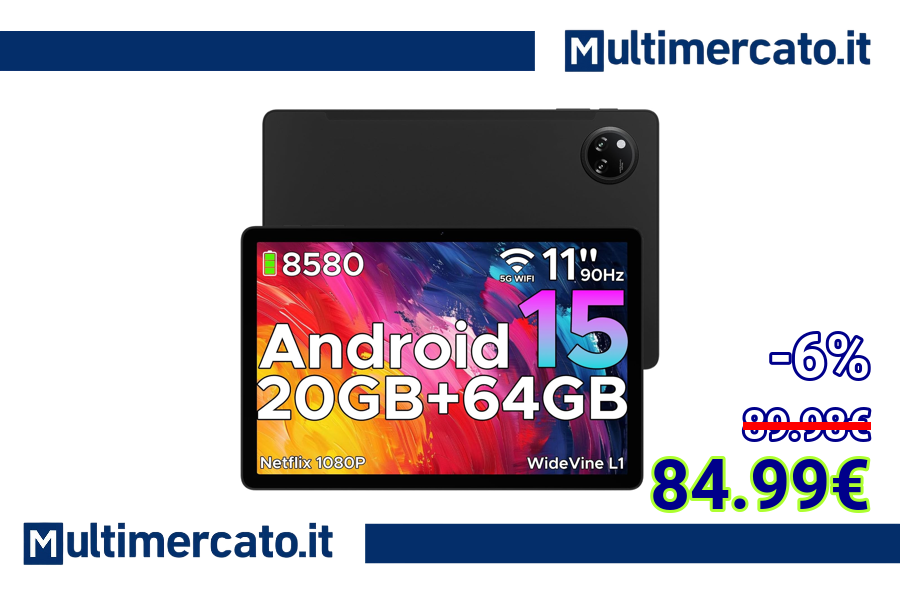 Multimercato.it
8580
5G WIFI
11" 90Hz
Android 15
20GB+64GB
Netflix 1080P
WideVine L1
-6%
89.98€
84.99€
Multimercato.it